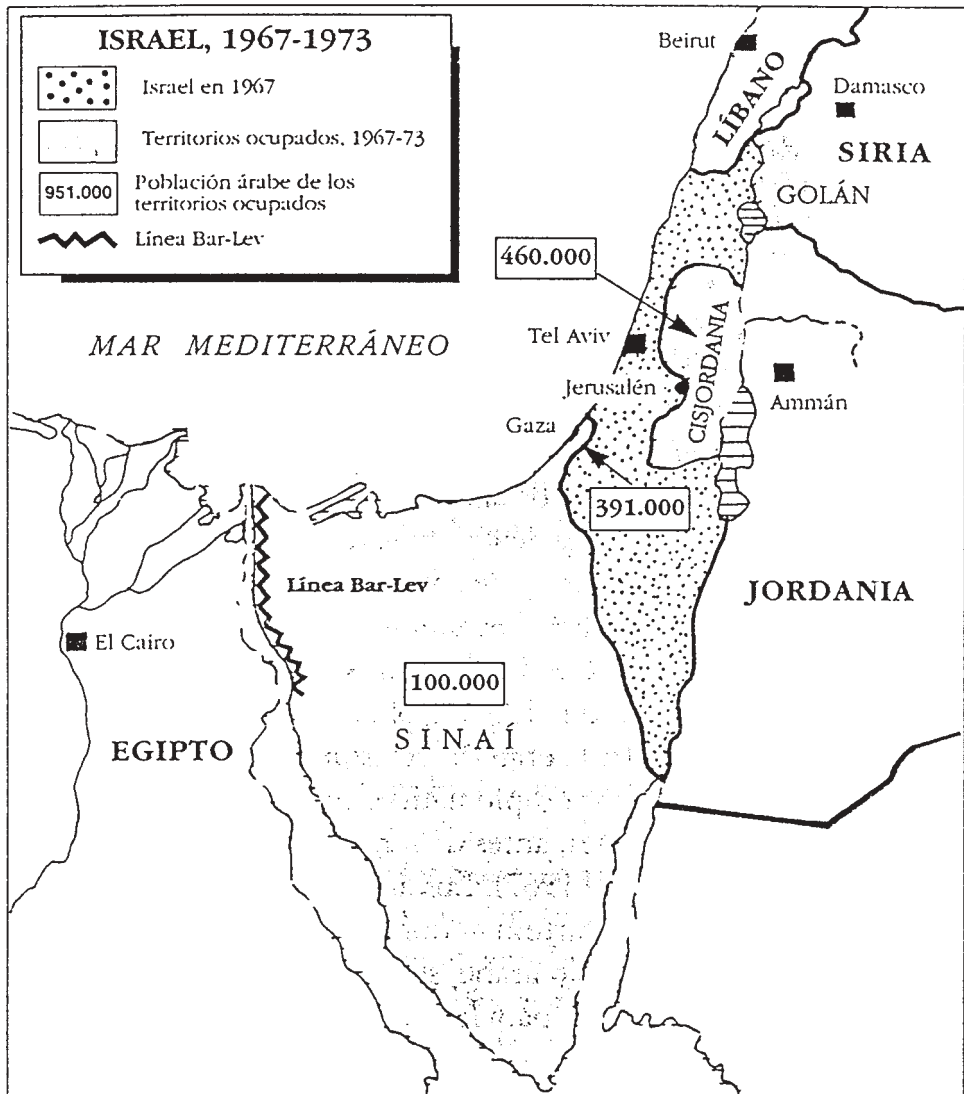 ISRAEL, 1967-1973
Israel en 1967
Territorios ocupados, 1967-73
951.000
Población árabe de los
territorios ocupados
Línea Bar-Lev
Beirut
LÍBANO
Damasco
SIRIA
GOLÁN
460.000
MAR MEDITERRÁNEO
Tel Aviv
CISJORDANIA
Jerusalén
Ammán
Gaza
391.000
Línea Bar-Lev
JORDANIA
El Cairo
100.000
SINAÍ
EGIPTO